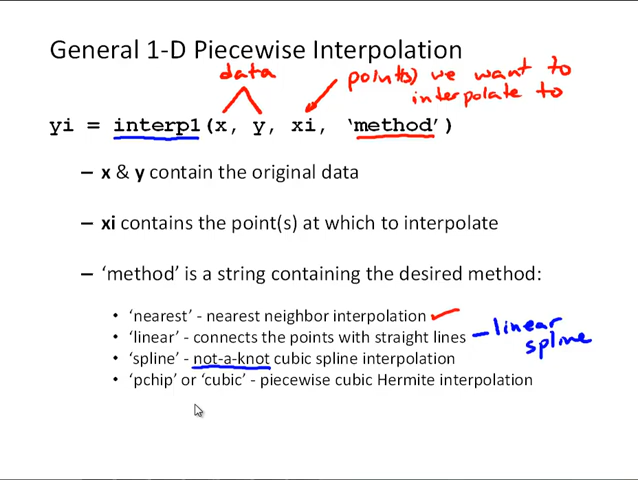 General 1-D Piecewise Interpolation
data
point(s) we want to
interpolate to
yi = interp1(x, y, xi, 'method')
– x & y contain the original data
– xi contains the point(s) at which to interpolate
– 'method' is a string containing the desired method:
• 'nearest' - nearest neighbor interpolation
• 'linear' - connects the points with straight lines
– linear
spline
• 'spline' - not-a-knot cubic spline interpolation
• 'pchip' or 'cubic' - piecewise cubic Hermite interpolation